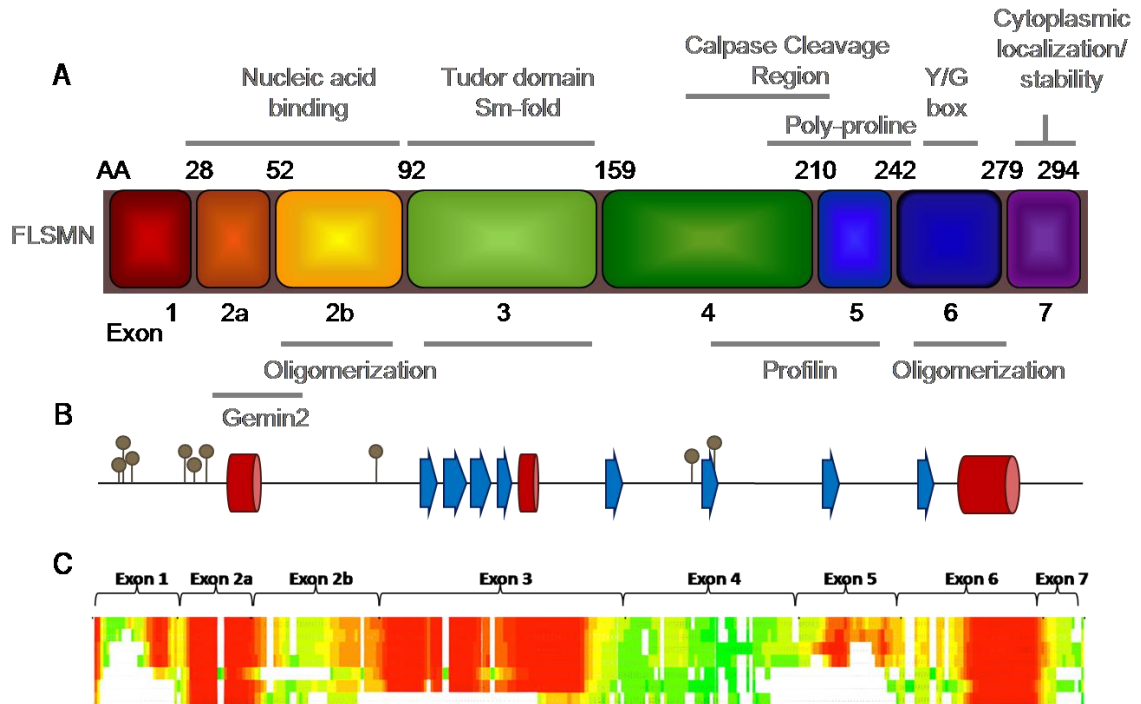 A
Nucleic acid
binding
Tudor domain
Sm-fold
Calpase Cleavage
Region
Poly-proline
Y/G
box
Cytoplasmic
localization/
stability
AA 28 52 92 159 210 242 279 294
FLSMN
Exon 1 2a 2b 3 4 5 6 7
Oligomerization
Profilin
Oligomerization
Gemin2
B
C
Exon 1 Exon 2a Exon 2b Exon 3 Exon 4 Exon 5 Exon 6 Exon 7